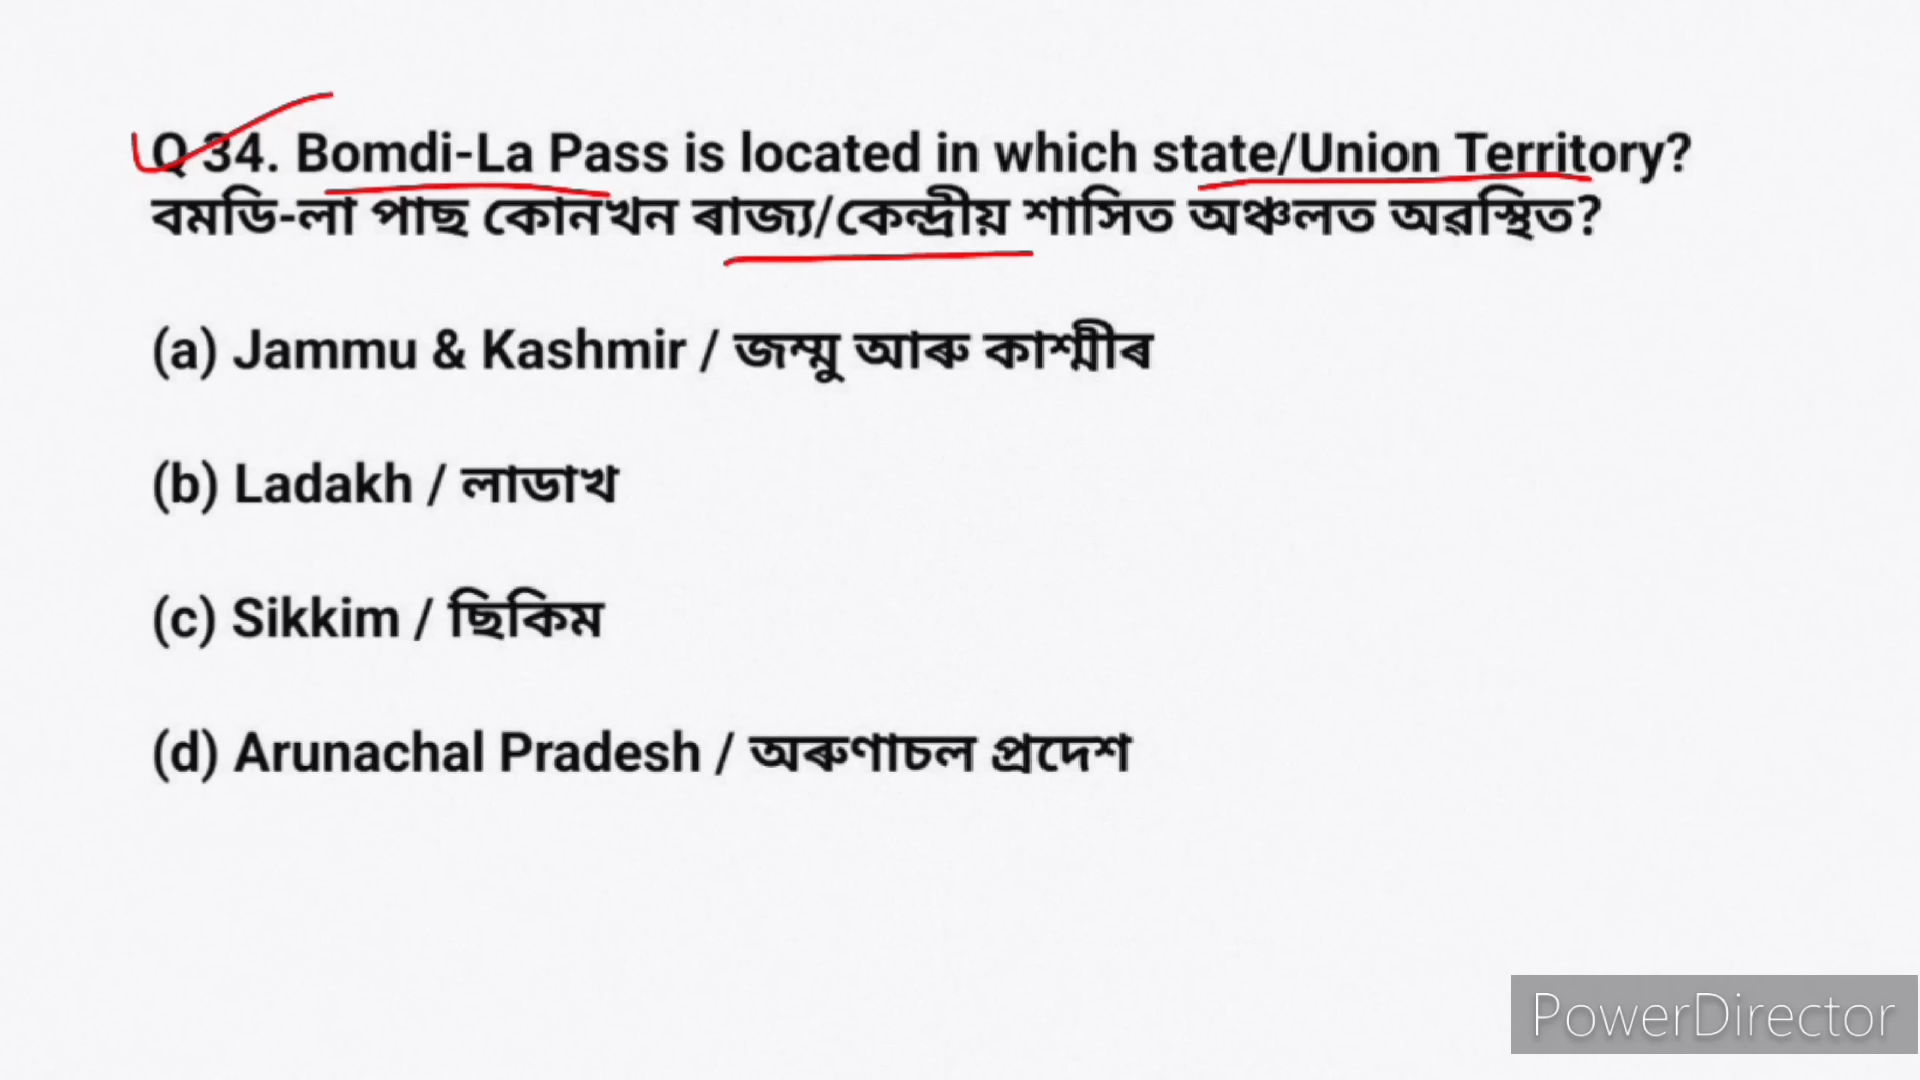 Q 34. Bomdi-La Pass is located in which state/Union Territory?
বমডি-লা পাছ কোনখন ৰাজ্য/কেন্দ্ৰীয় শাসিত অঞ্চলত অৱস্থিত?
(a) Jammu & Kashmir / জম্মু আৰু কাশ্মীৰ
(b) Ladakh / লাডাখ
(c) Sikkim / ছিকিম
(d) Arunachal Pradesh / অৰুণাচল প্ৰদেশ
PowerDirector